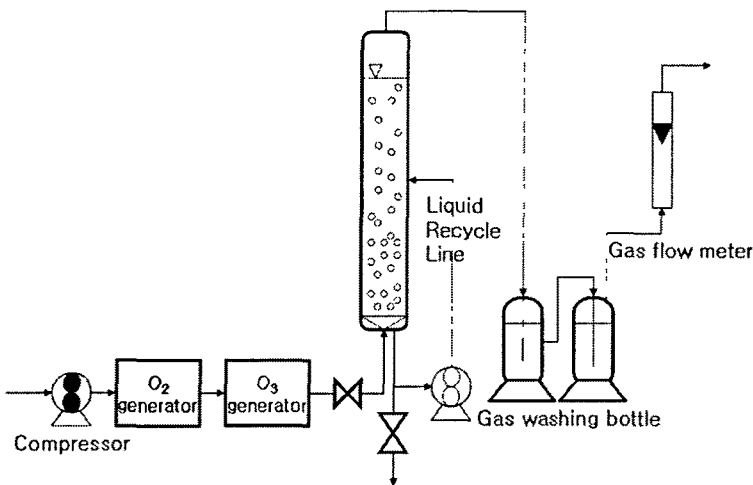 Liquid
Recycle
Line
Gas flow meter
O2
generator
O3
generator
Gas washing bottle
Compressor